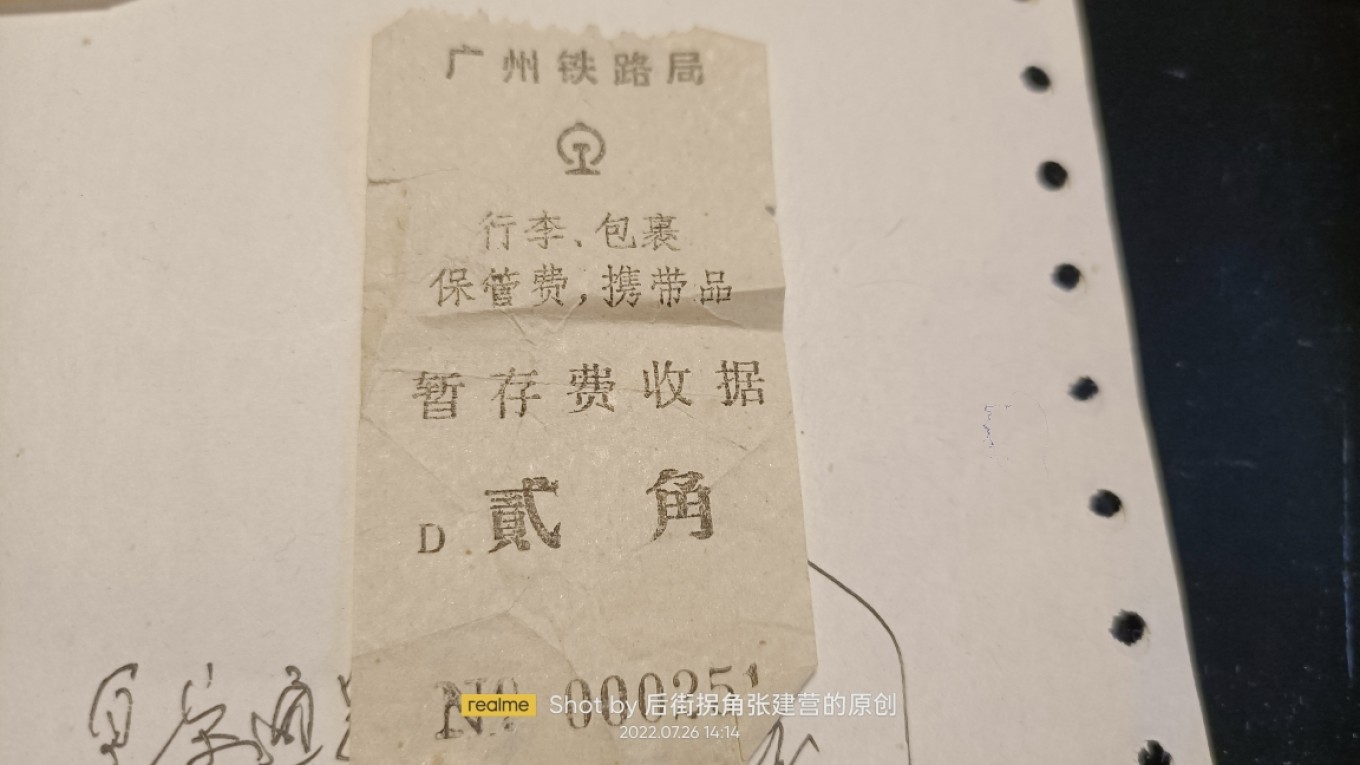 广州铁路局
行李、包裹
保管费,携带品
暂存费收据
D 貳角
№ 000251
realme Shot by 后街拐角张建营的原创
2022.07.26 14:14